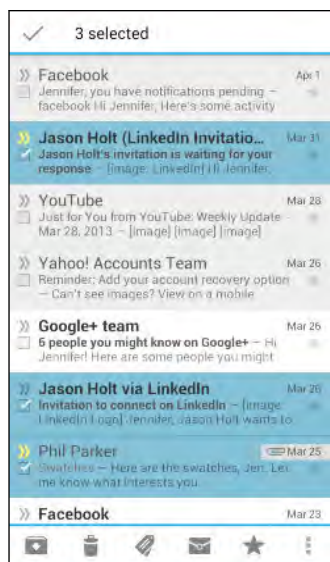 3 selected
Facebook Apr 1
Jennifer, you have notifications pending –
facebook Hi Jennifer, Here's some activity
Jason Holt (LinkedIn Invitatio... Mar 31
Jason Holt's invitation is waiting for your
response – [image: LinkedIn] Hi Jennifer,
YouTube Mar 28
Just for You from YouTube: Weekly Update -
Mar 28, 2013 – [image] [image] [image]
Yahoo! Accounts Team Mar 26
Reminder: Add your account recovery option
– Can't see images? View on a mobile
Google+ team Mar 26
6 people you might know on Google+ – Hi
Jennifer! Here are some people you might
Jason Holt via LinkedIn Mar 26
Invitation to connect on LinkedIn – [image:
LinkedIn Logo] Jennifer, Jason Holt wants to
Phil Parker Mar 25
Swatches – Here are the swatches, Jen. Let
me know what interests you.
Facebook Mar 23